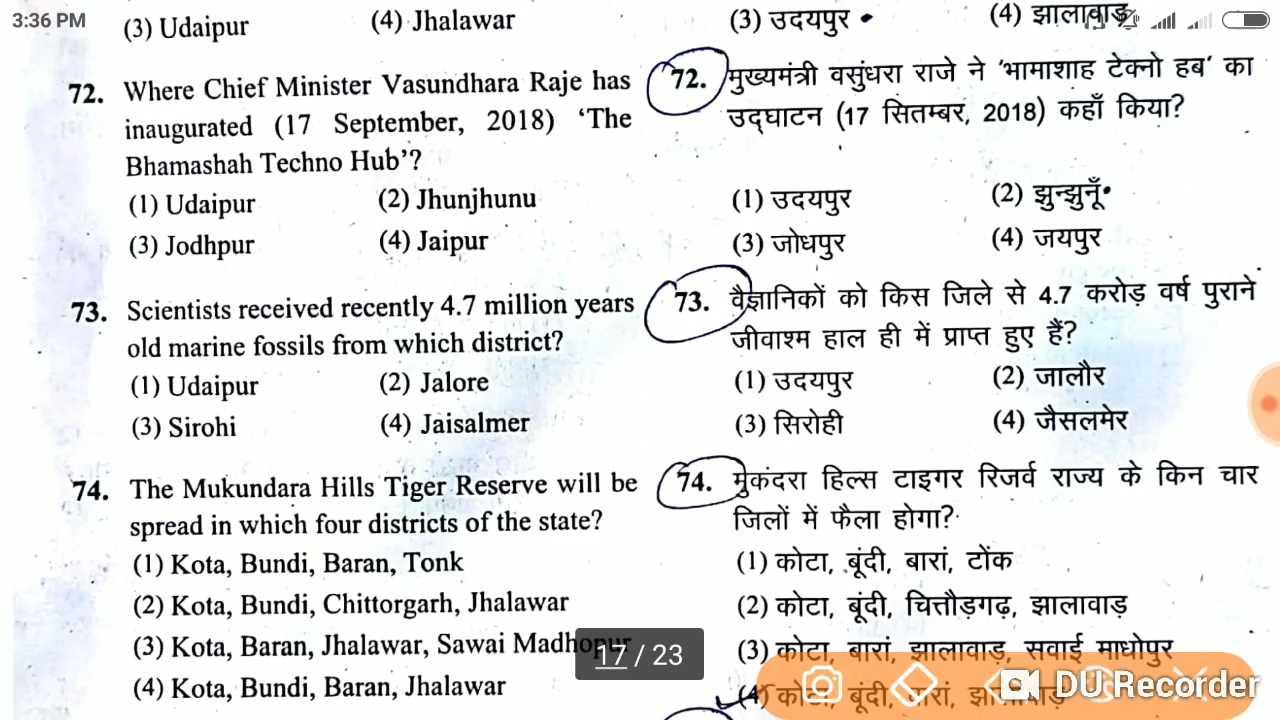 3:36 PM
(3) Udaipur (4) Jhalawar
72. Where Chief Minister Vasundhara Raje has
inaugurated (17 September, 2018) ‘The
Bhamashah Techno Hub’?
(1) Udaipur (2) Jhunjhunu
(3) Jodhpur (4) Jaipur
73. Scientists received recently 4.7 million years
old marine fossils from which district?
(1) Udaipur (2) Jalore
(3) Sirohi (4) Jaisalmer
74. The Mukundara Hills Tiger Reserve will be
spread in which four districts of the state?
(1) Kota, Bundi, Baran, Tonk
(2) Kota, Bundi, Chittorgarh, Jhalawar
(3) Kota, Baran, Jhalawar, Sawai Madhopur
(4) Kota, Bundi, Baran, Jhalawar
(3) उदयपुर (4) झालावाड़
72. मुख्यमंत्री वसुंधरा राजे ने ‘भामाशाह टेक्नो हब’ का
उद्घाटन (17 सितम्बर, 2018) कहाँ किया?
(1) उदयपुर (2) झुन्झुनूँ
(3) जोधपुर (4) जयपुर
73. वैज्ञानिकों को किस जिले से 4.7 करोड़ वर्ष पुराने
जीवाश्म हाल ही में प्राप्त हुए हैं?
(1) उदयपुर (2) जालौर
(3) सिरोही (4) जैसलमेर
74. मुकंदरा हिल्स टाइगर रिजर्व राज्य के किन चार
जिलों में फैला होगा?
(1) कोटा, बूंदी, बारां, टोंक
(2) कोटा, बूंदी, चित्तौड़गढ़, झालावाड़
(3) कोटा, बारां, झालावाड़, सवाई माधोपुर
(4) कोटा, बूंदी, बारां, झालावाड़
17 / 23
DU Recorder